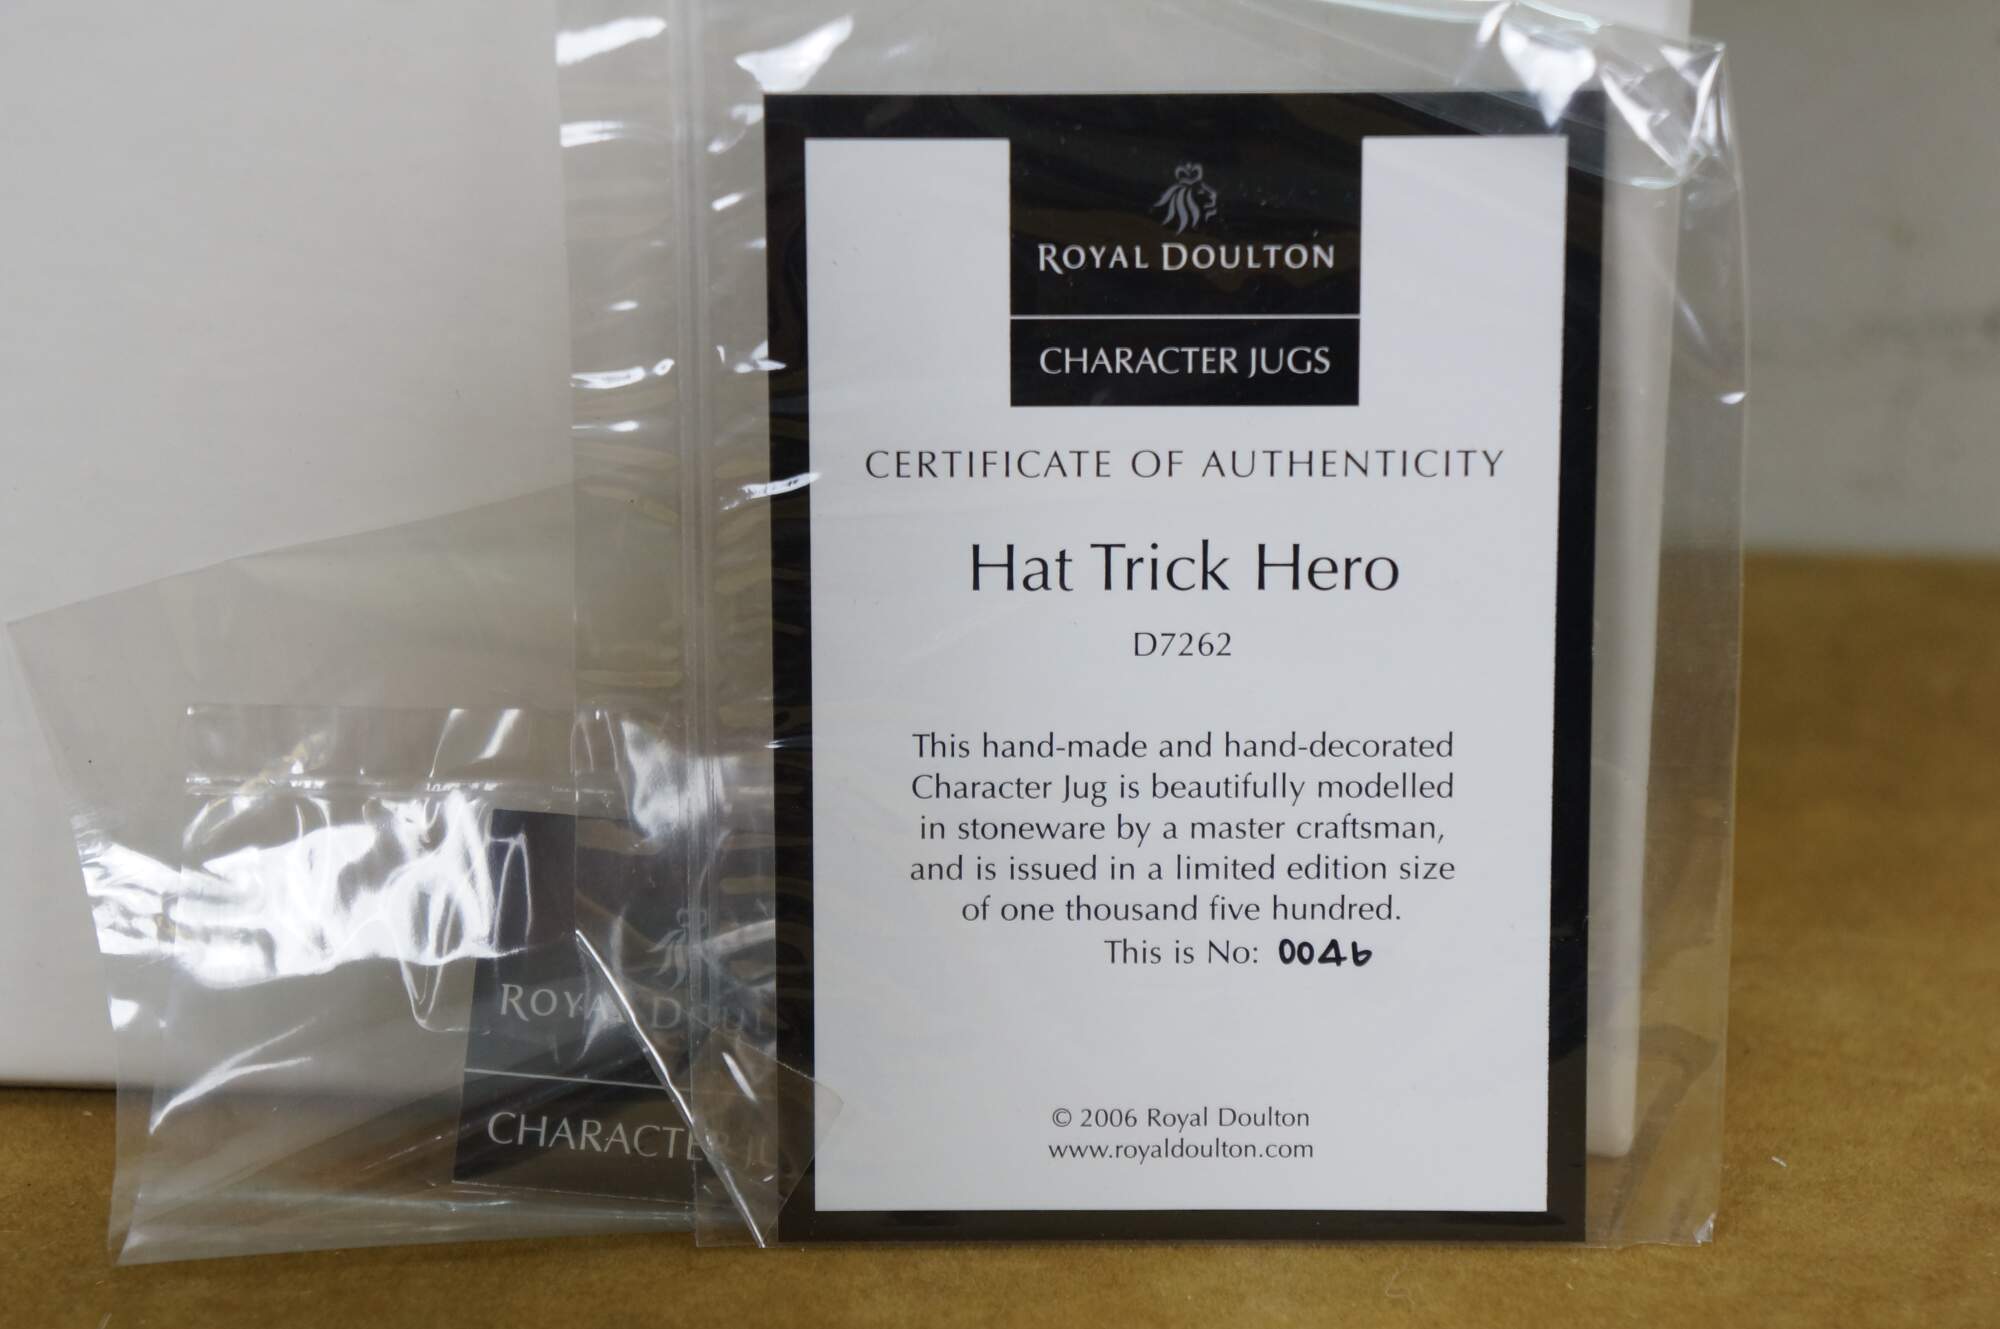 ROYAL DOULTON
CHARACTER JUGS
CERTIFICATE OF AUTHENTICITY
Hat Trick Hero
D7262
This hand-made and hand-decorated
Character Jug is beautifully modelled
in stoneware by a master craftsman,
and is issued in a limited edition size
of one thousand five hundred.
This is No: 0046
© 2006 Royal Doulton
www.royaldoulton.com
ROYAL